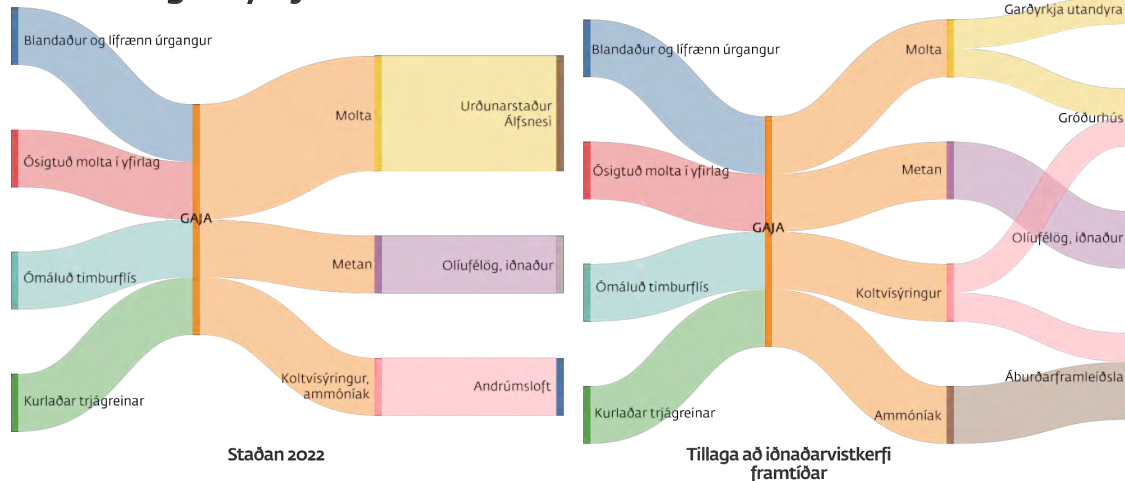 Blandaður og lífrænn úrgangur
Ósigtuð molta í yfirlag
Ómáluð timburflís
Kurlaðar trjágreinar
GAJA
Molta
Metan
Koltvísýringur,
ammóníak
Urðunarstaður
Álfsnesi
Olíufélög, iðnaður
Andrúmsloft
Staðan 2022
Blandaður og lífrænn úrgangur
Ósigtuð molta í yfirlag
Ómáluð timburflís
Kurlaðar trjágreinar
GAJA
Molta
Metan
Koltvísýringur
Ammóníak
Garðyrkja utandyra
Gróðurhús
Olíufélög, iðnaður
Áburðarframleiðsla
Tillaga að iðnaðarvistkerfi
framtíðar